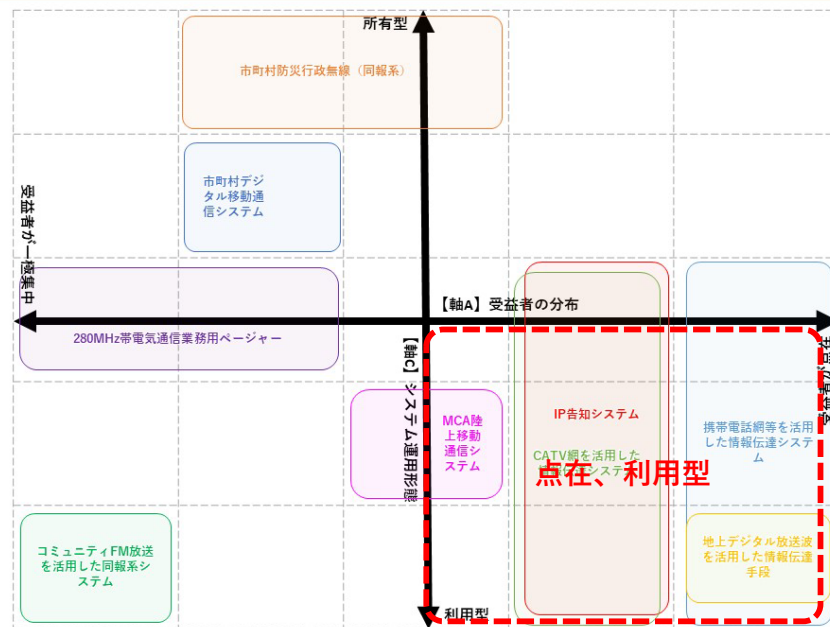 所有型
市町村防災行政無線（同報系）
市町村デジ
タル移動通
信システム
受益者が一極集中
【軸A】受益者の分布
280MHz帯電気通信業務用ページャー
【軸C】システム運用形態
MCA陸
上移動
通信シ
ステム
IP告知システム
CATV網を活用した
点在、利用型
携帯電話網等を活用
した情報伝達システ
ム
コミュニティFM放送
を活用した同報系シ
ステム
地上デジタル放送波
を活用した情報伝達
手段
利用型